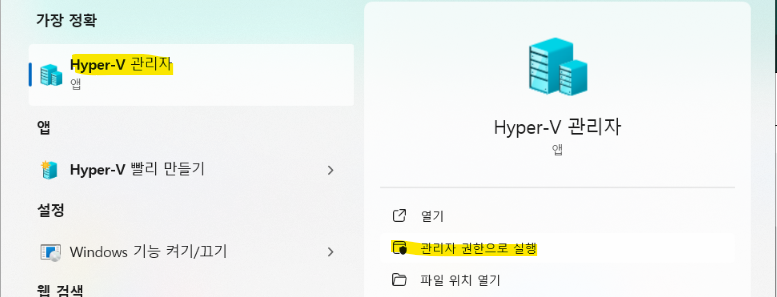 가장 정확
Hyper-V 관리자
앱
앱
Hyper-V 빨리 만들기
설정
Windows 기능 켜기/끄기
웹 검색
Hyper-V 관리자
앱
열기
관리자 권한으로 실행
파일 위치 열기